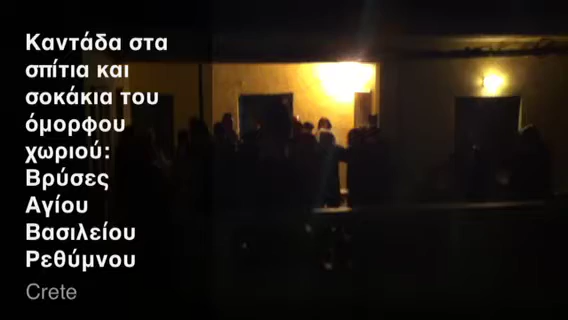 Καντάδα στα
σπίτια και
σοκάκια του
όμορφου
χωριού:
Βρύσες
Αγίου
Βασιλείου
Ρεθύμνου
Crete